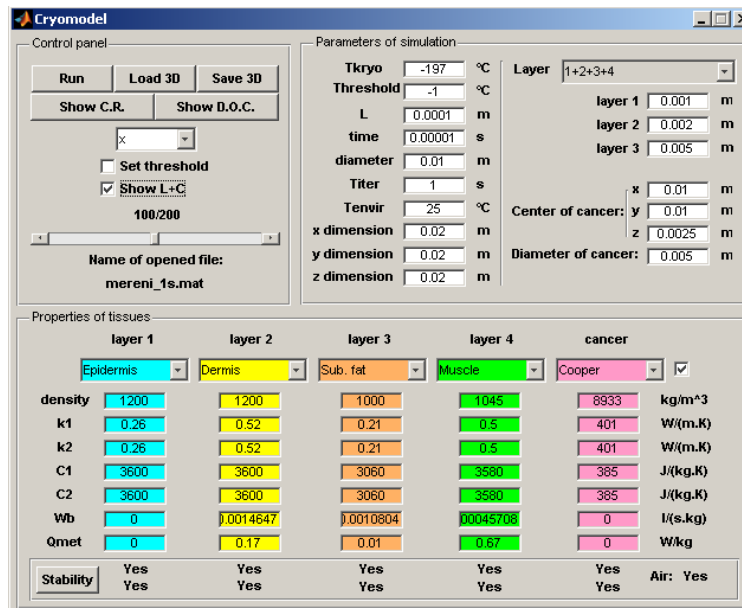 Cryomodel
Control panel
Run Load 3D Save 3D
Show C.R. Show D.O.C.
x
Set threshold
Show L+C
100/200
Name of opened file:
mereni_1s.mat
Parameters of simulation
Tkryo -197 °C
Threshold -1 °C
L 0.0001 m
time 0.00001 s
diameter 0.01 m
Titer 1 s
Tenvir 25 °C
x dimension 0.02 m
y dimension 0.02 m
z dimension 0.02 m
Layer 1+2+3+4
layer 1 0.001 m
layer 2 0.002 m
layer 3 0.005 m
x 0.01 m
Center of cancer: y 0.01 m
z 0.0025 m
Diameter of cancer: 0.005 m
Properties of tissues
layer 1 layer 2 layer 3 layer 4 cancer
Epidermis Dermis Sub. fat Muscle Cooper
density 1200 1200 1000 1045 8933 kg/m^3
k1 0.26 0.52 0.21 0.5 401 W/(m.K)
k2 0.26 0.52 0.21 0.5 401 W/(m.K)
C1 3600 3600 3060 3580 385 J/(kg.K)
C2 3600 3600 3060 3580 385 J/(kg.K)
Wb 0 0.0014647 0.0010804 00045708 0 l/(s.kg)
Qmet 0 0.17 0.01 0.67 0 W/kg
Stability Yes Yes Yes Yes Yes Air: Yes
Yes Yes Yes Yes Yes